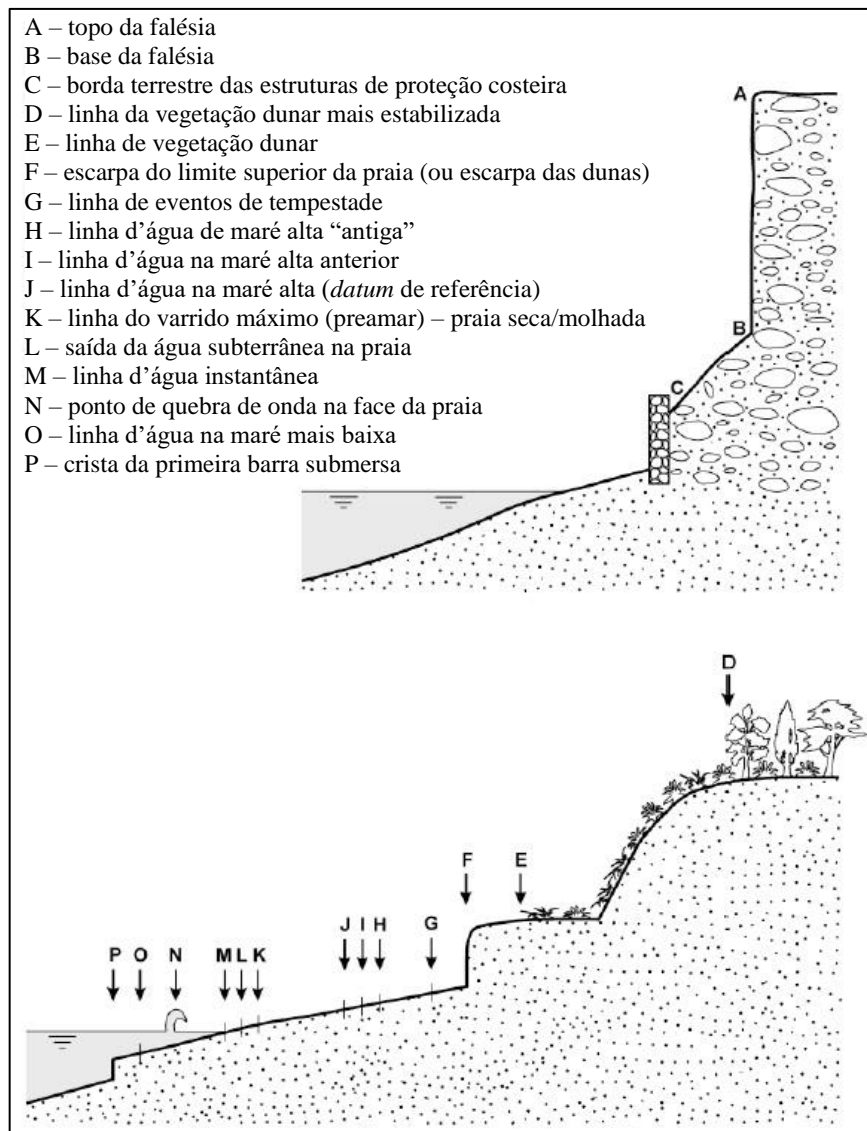 A – topo da falésia
B – base da falésia
C – borda terrestre das estruturas de proteção costeira
D – linha da vegetação dunar mais estabilizada
E – linha de vegetação dunar
F – escarpa do limite superior da praia (ou escarpa das dunas)
G – linha de eventos de tempestade
H – linha d’água de maré alta “antiga”
I – linha d’água na maré alta anterior
J – linha d’água na maré alta (datum de referência)
K – linha do varrido máximo (preamar) – praia seca/molhada
L – saída da água subterrânea na praia
M – linha d’água instantânea
N – ponto de quebra de onda na face da praia
O – linha d’água na maré mais baixa
P – crista da primeira barra submersa
A
B
C
D
F E
P O N M L K J I H G